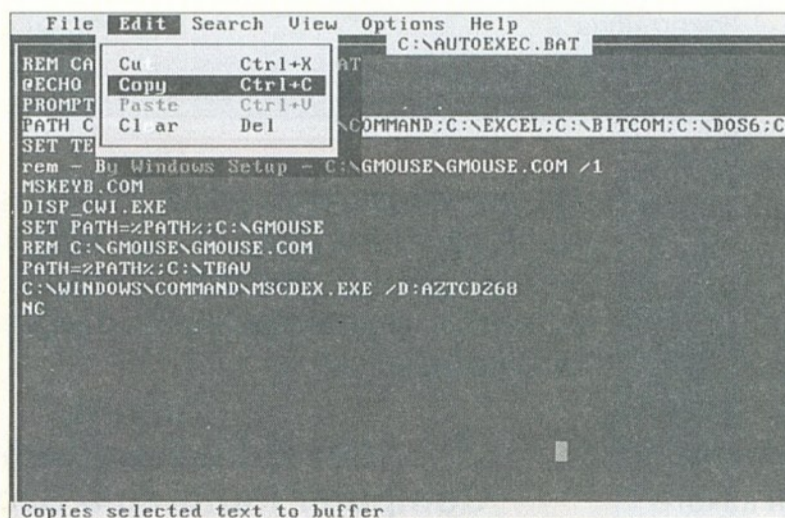 File Edit Search View Options Help
C:\AUTOEXEC.BAT
REM CA
Cut Ctrl+X
AT
@ECHO
Copy Ctrl+C
PROMPT
Paste Ctrl+V
PATH C
Clear Del
\COMMAND;C:\EXCEL;C:\BITCOM;C:\DOS6;C
SET TE
rem - By Windows Setup - C:\GMOUSE\GMOUSE.COM /1
MSKEYB.COM
DISP_CWI.EXE
SET PATH=%PATH%;C:\GMOUSE
REM C:\GMOUSE\GMOUSE.COM
PATH=%PATH%;C:\TBAV
C:\WINDOWS\COMMAND\MSCDEX.EXE /D:AZTCD268
NC
Copies selected text to buffer